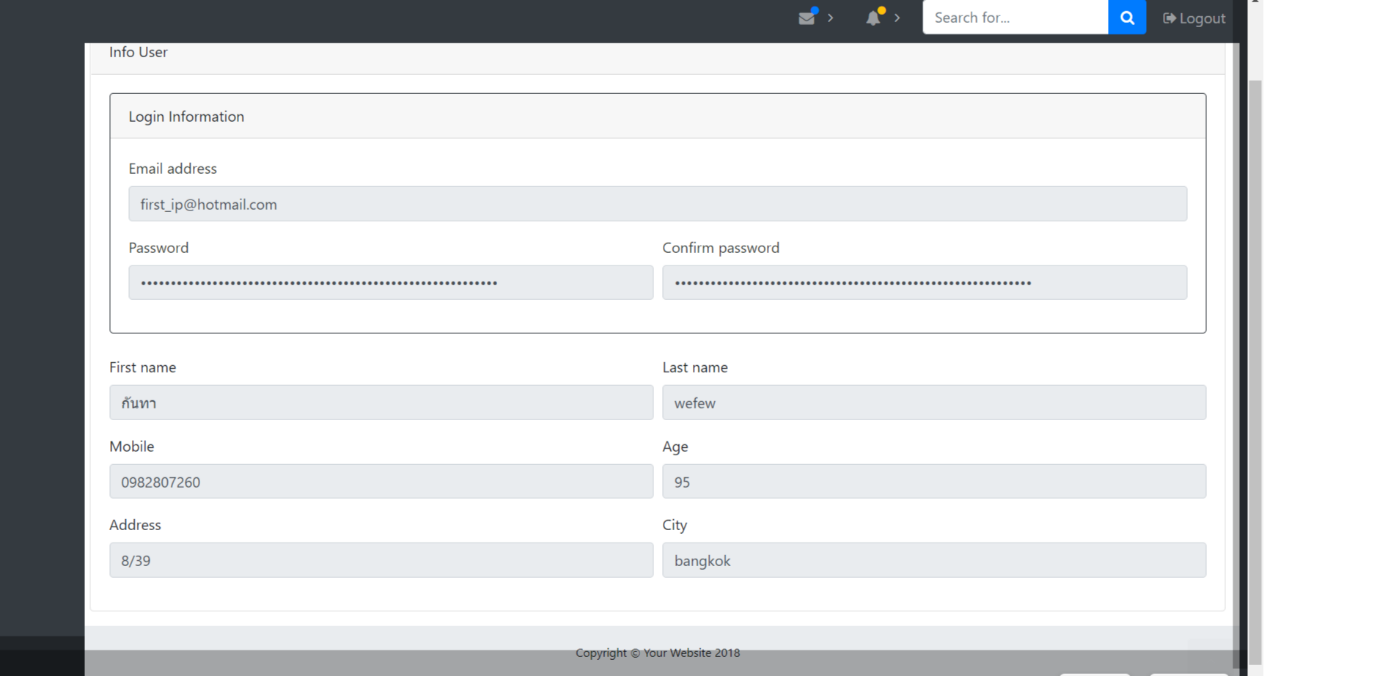 Search for...
Logout
Info User
Login Information
Email address
first_ip@hotmail.com
Password Confirm password
First name Last name
กันทา wefew
Mobile Age
0982807260 95
Address City
8/39 bangkok
Copyright © Your Website 2018